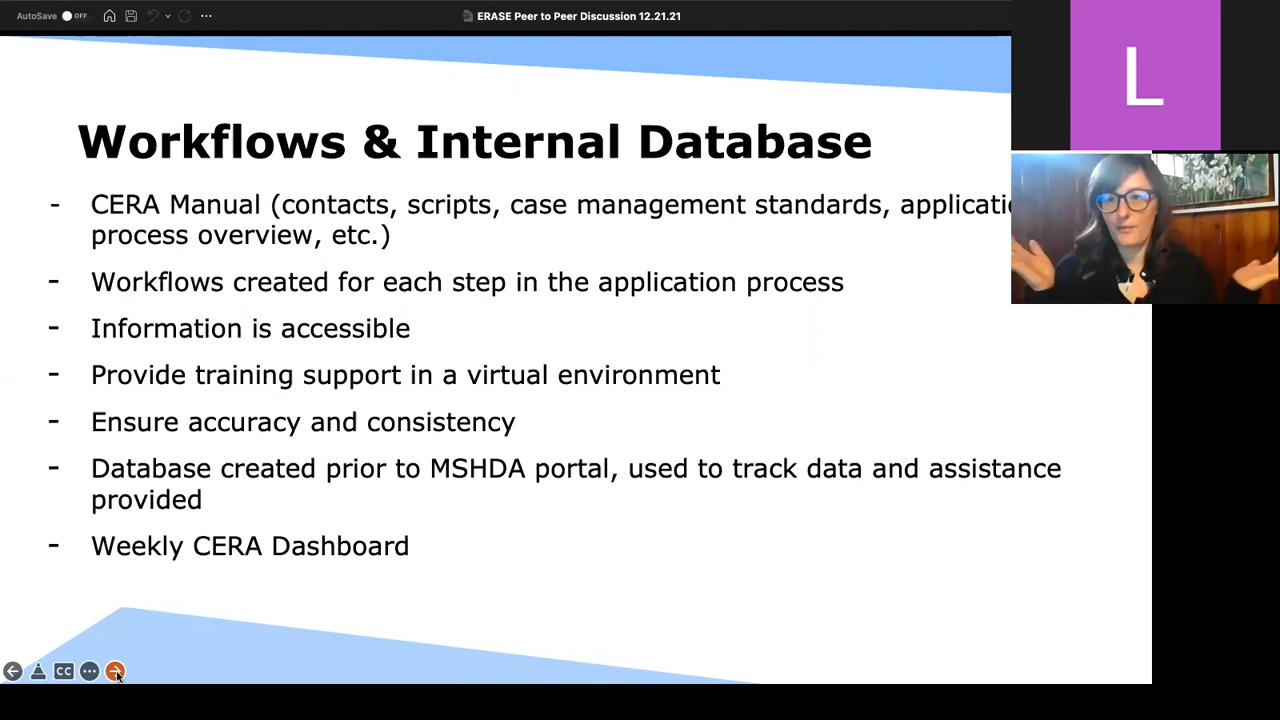 AutoSave OFF
ERASE Peer to Peer Discussion 12.21.21
L
Workflows & Internal Database
- CERA Manual (contacts, scripts, case management standards,
process overview, etc.)
- Workflows created for each step in the application process
- Information is accessible
- Provide training support in a virtual environment
- Ensure accuracy and consistency
- Database created prior to MSHDA portal, used to track data and assistance
provided
- Weekly CERA Dashboard
CC